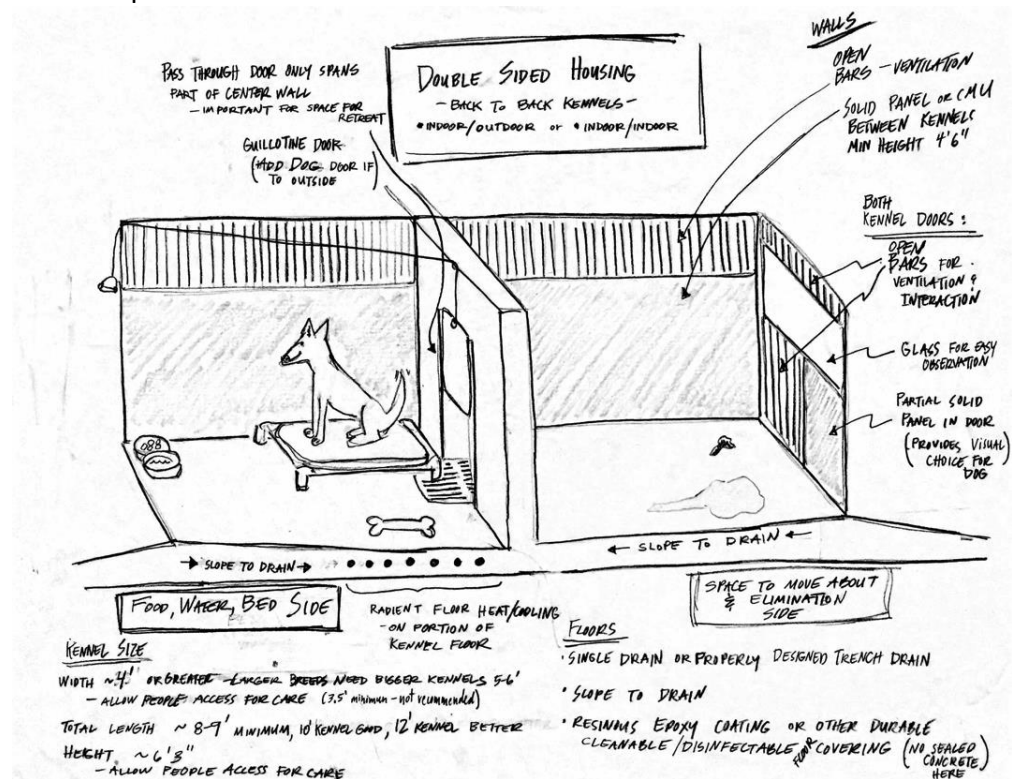 DOUBLE SIDED HOUSING
- BACK TO BACK KENNELS -
• INDOOR/OUTDOOR or • INDOOR/INDOOR
PASS THROUGH DOOR ONLY SPANS
PART OF CENTER WALL
- IMPORTANT FOR SPACE FOR
RETREAT
GUILLOTINE DOOR
(ADD DOG DOOR IF
TO OUTSIDE)
WALLS
OPEN
BARS - VENTILATION
SOLID PANEL OR CMU
BETWEEN KENNELS
MIN HEIGHT 4'6"
BOTH
KENNEL DOORS :
OPEN
BARS FOR
VENTILATION &
INTERACTION
GLASS FOR EASY
OBSERVATION
PARTIAL SOLID
PANEL IN DOOR
(PROVIDES VISUAL
CHOICE FOR
DOG)
→ SLOPE TO DRAIN →
← SLOPE TO DRAIN ←
FOOD, WATER, BED SIDE
RADIENT FLOOR HEAT/COOLING
- ON PORTION OF
KENNEL FLOOR
SPACE TO MOVE ABOUT
& ELIMINATION
SIDE
KENNEL SIZE
WIDTH ~4' OR GREATER - LARGER BREEDS NEED BIGGER KENNELS 5-6'
- ALLOW PEOPLE ACCESS FOR CARE (3.5' minimum - not recommended)
TOTAL LENGTH ~ 8-9' MINIMUM, 10' KENNEL GOOD, 12' KENNEL BETTER
HEIGHT ~ 6'8"
- ALLOW PEOPLE ACCESS FOR CARE
FLOORS
• SINGLE DRAIN OR PROPERLY DESIGNED TRENCH DRAIN
• SLOPE TO DRAIN
• RESINOUS EPOXY COATING OR OTHER DURABLE
CLEANABLE/DISINFECTABLE FLOOR COVERING (NO SEALED
CONCRETE
HERE)